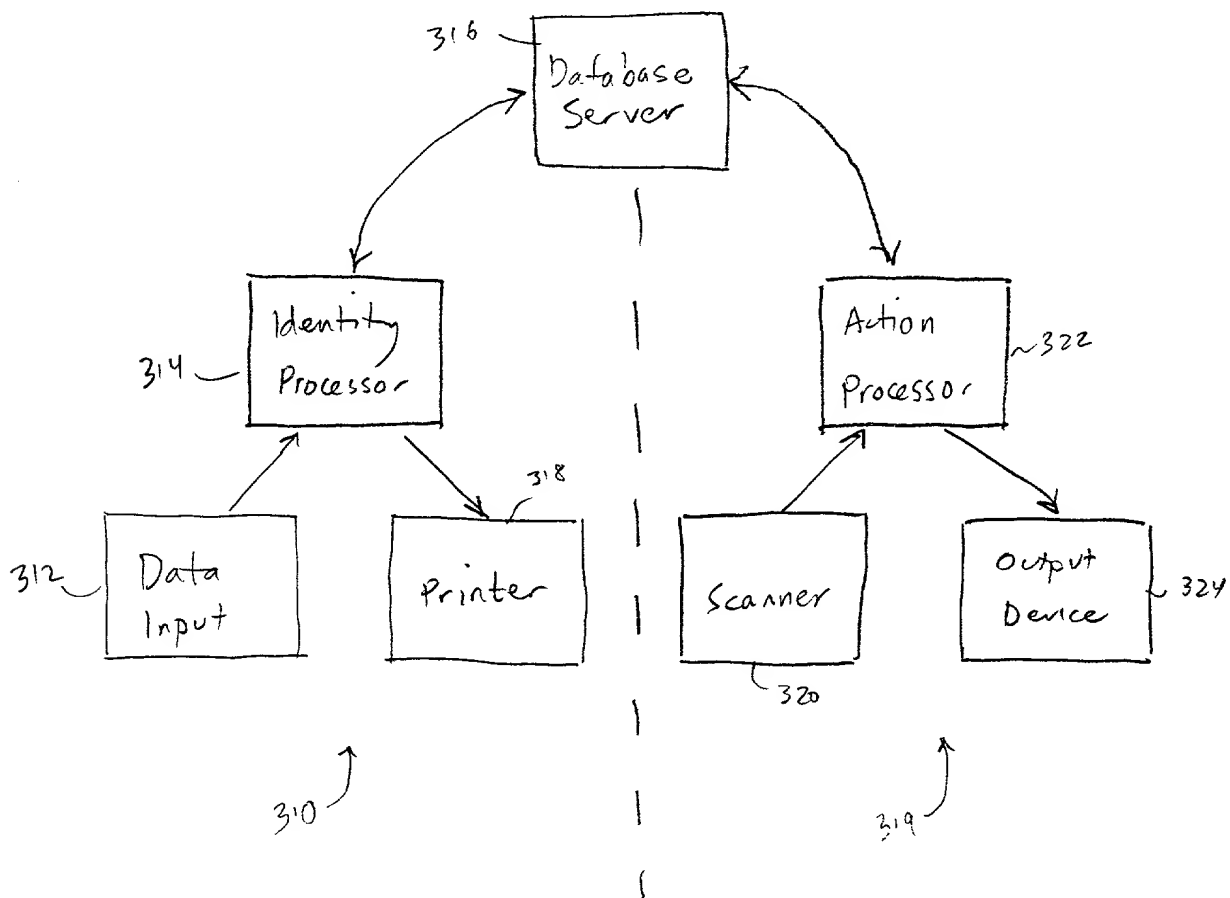 316
Database
Server
Identity
Processor
314
Action
Processor
322
312
Data
Input
318
Printer
Scanner
320
Output
Device
324
310
319